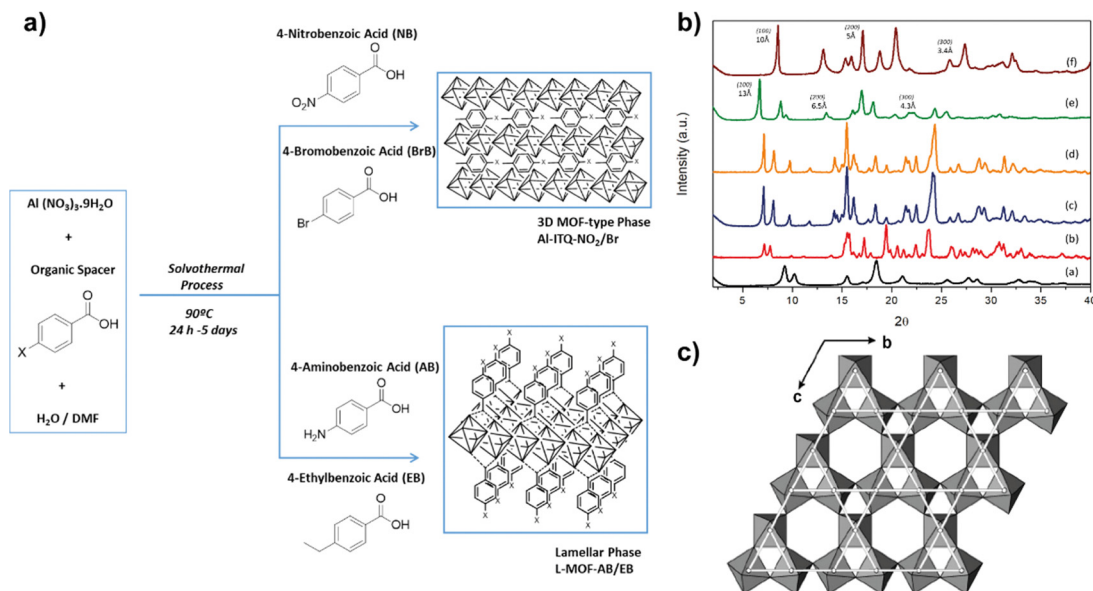 a)
Al (NO₃)₃.9H₂O
+
Organic Spacer
O
OH
X
+
H₂O / DMF
Solvothermal
Process
90ºC
24 h -5 days
4-Nitrobenzoic Acid (NB)
O
OH
O₂N
4-Bromobenzoic Acid (BrB)
O
OH
Br
X X X X
X X X X
3D MOF-type Phase
Al-ITQ-NO₂/Br
4-Aminobenzoic Acid (AB)
O
OH
H₂N
4-Ethylbenzoic Acid (EB)
O
OH
X X X
X X X
X X X
X X X
X X X
X X X
Lamellar Phase
L-MOF-AB/EB
b)
Intensity (a.u.)
(100)
10Å
(200)
5Å
(300)
3.4Å
(f)
(100)
13Å
(200)
6.5Å
(300)
4.3Å
(e)
(d)
(c)
(b)
(a)
5 10 15 20 25 30 35 40
2θ
c)
b
c